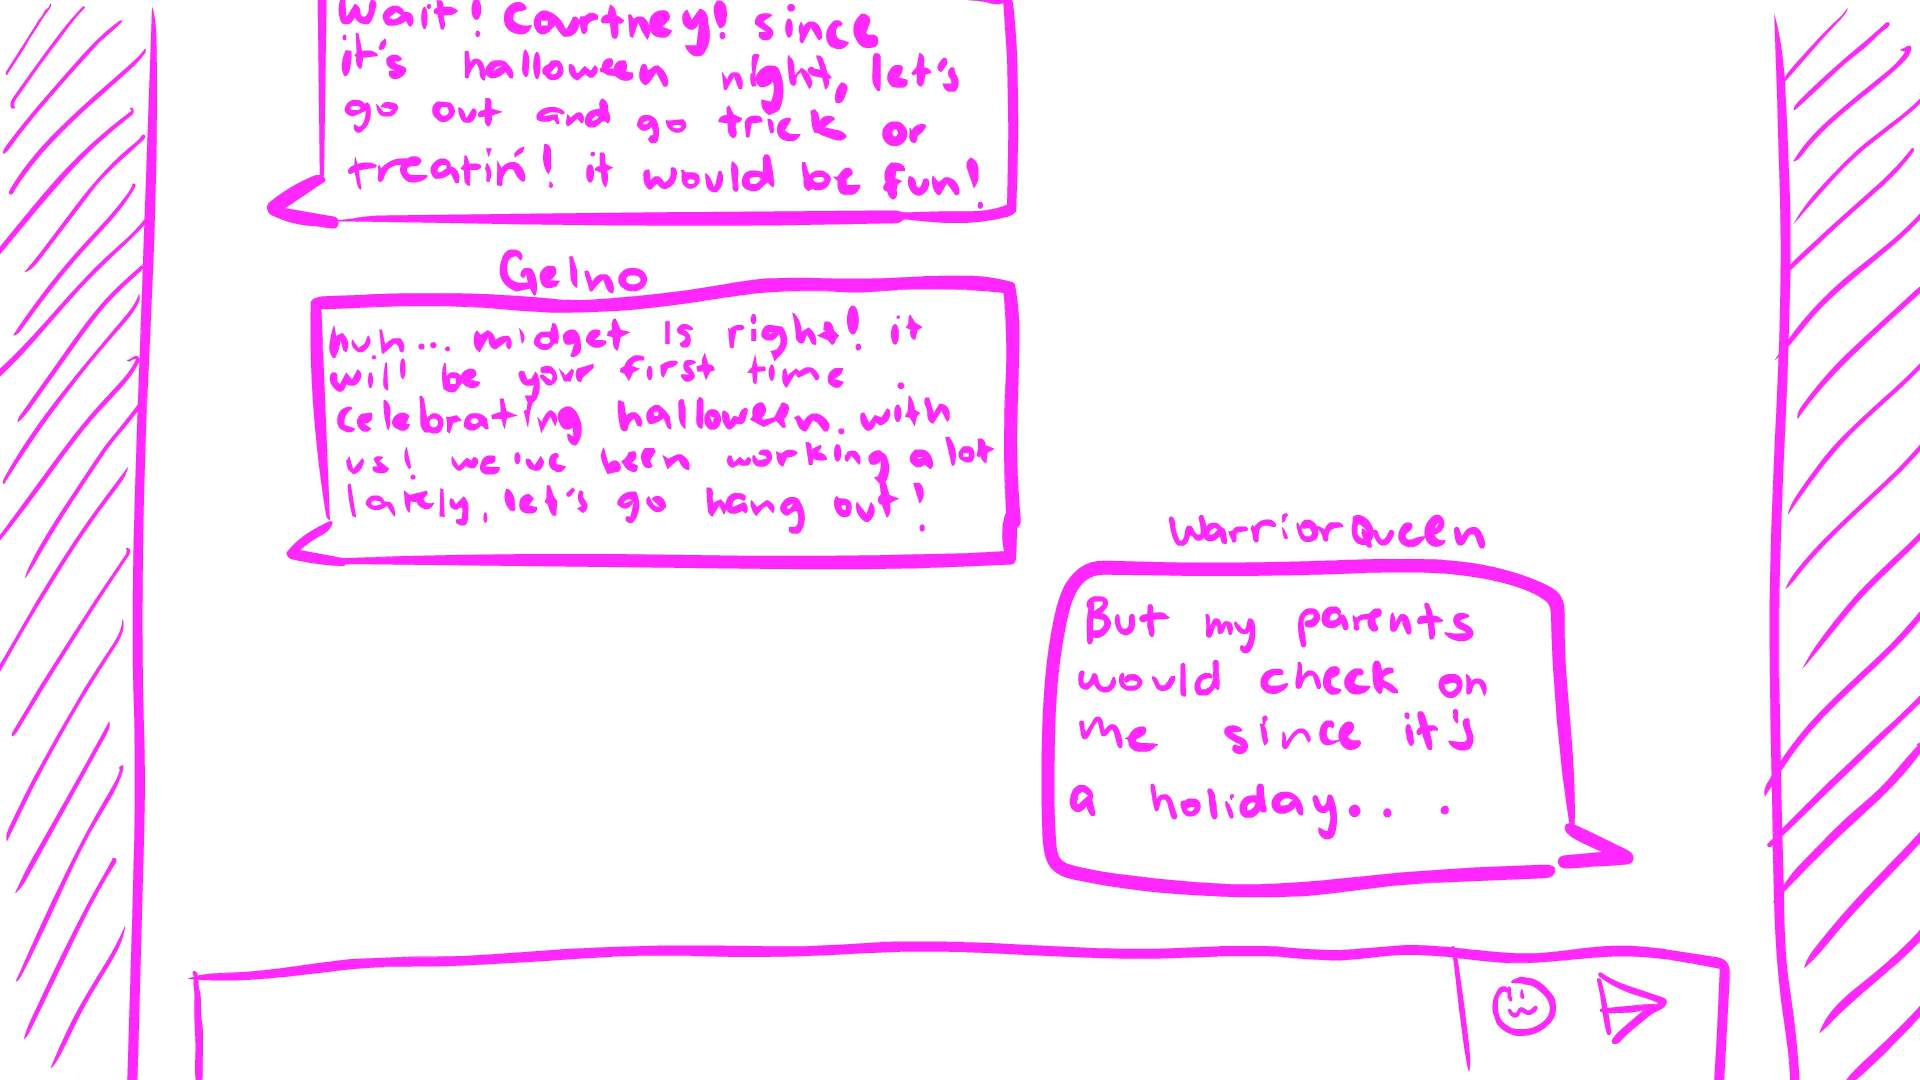 Wait! Courtney! since
it's halloween night, let's
go out and go trick or
treatin'! it would be fun!
Gelno
huh... midget is right! it
will be your first time
celebrating halloween with
us! we've been working a lot
lately, let's go hang out!
WarriorQueen
But my parents
would check on
me since it's
a holiday...